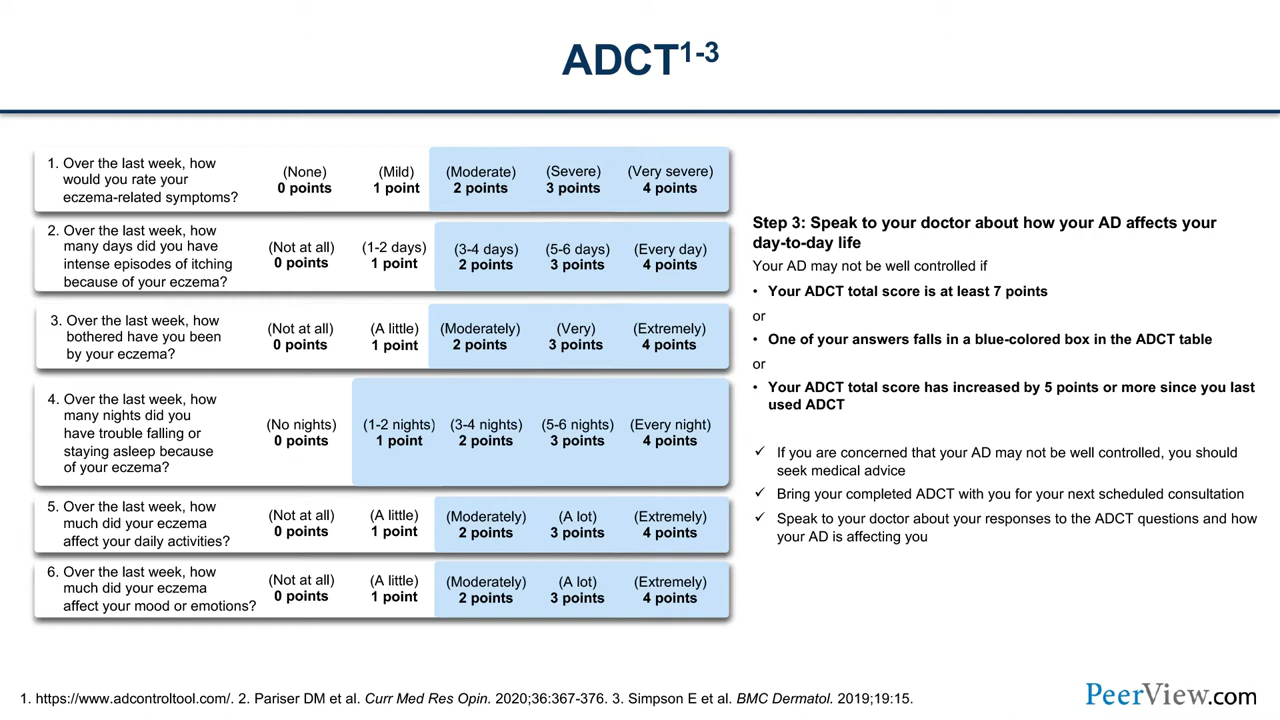 ADCT1-3
1. Over the last week, how
would you rate your
eczema-related symptoms?
(None)
0 points
(Mild)
1 point
(Moderate)
2 points
(Severe)
3 points
(Very severe)
4 points
2. Over the last week, how
many days did you have
intense episodes of itching
because of your eczema?
(Not at all)
0 points
(1-2 days)
1 point
(3-4 days)
2 points
(5-6 days)
3 points
(Every day)
4 points
3. Over the last week, how
bothered have you been
by your eczema?
(Not at all)
0 points
(A little)
1 point
(Moderately)
2 points
(Very)
3 points
(Extremely)
4 points
4. Over the last week, how
many nights did you
have trouble falling or
staying asleep because
of your eczema?
(No nights)
0 points
(1-2 nights)
1 point
(3-4 nights)
2 points
(5-6 nights)
3 points
(Every night)
4 points
5. Over the last week, how
much did your eczema
affect your daily activities?
(Not at all)
0 points
(A little)
1 point
(Moderately)
2 points
(A lot)
3 points
(Extremely)
4 points
6. Over the last week, how
much did your eczema
affect your mood or emotions?
(Not at all)
0 points
(A little)
1 point
(Moderately)
2 points
(A lot)
3 points
(Extremely)
4 points
Step 3: Speak to your doctor about how your AD affects your
day-to-day life
Your AD may not be well controlled if
• Your ADCT total score is at least 7 points
or
• One of your answers falls in a blue-colored box in the ADCT table
or
• Your ADCT total score has increased by 5 points or more since you last
used ADCT
✓ If you are concerned that your AD may not be well controlled, you should
seek medical advice
✓ Bring your completed ADCT with you for your next scheduled consultation
✓ Speak to your doctor about your responses to the ADCT questions and how
your AD is affecting you
1. https://www.adcontroltool.com/. 2. Pariser DM et al. Curr Med Res Opin. 2020;36:367-376. 3. Simpson E et al. BMC Dermatol. 2019;19:15.
PeerView.com